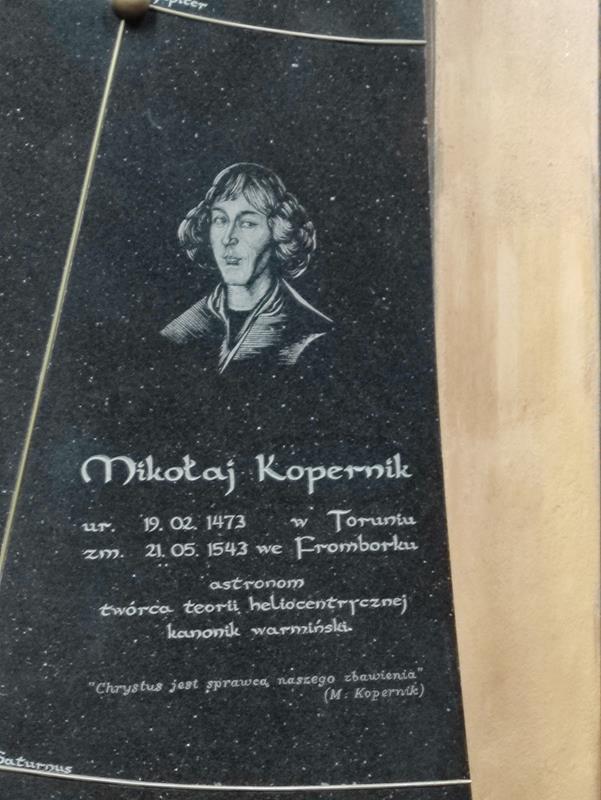 Mikołaj Kopernik
ur. 19. 02. 1473 w Toruniu
zm. 21. 05. 1543 we Fromborku
astronom
twórca teorii heliocentrycznej
kanonik warmiński.
"Chrystus jest sprawcą naszego zbawienia"
(M. Kopernik)
Saturnus